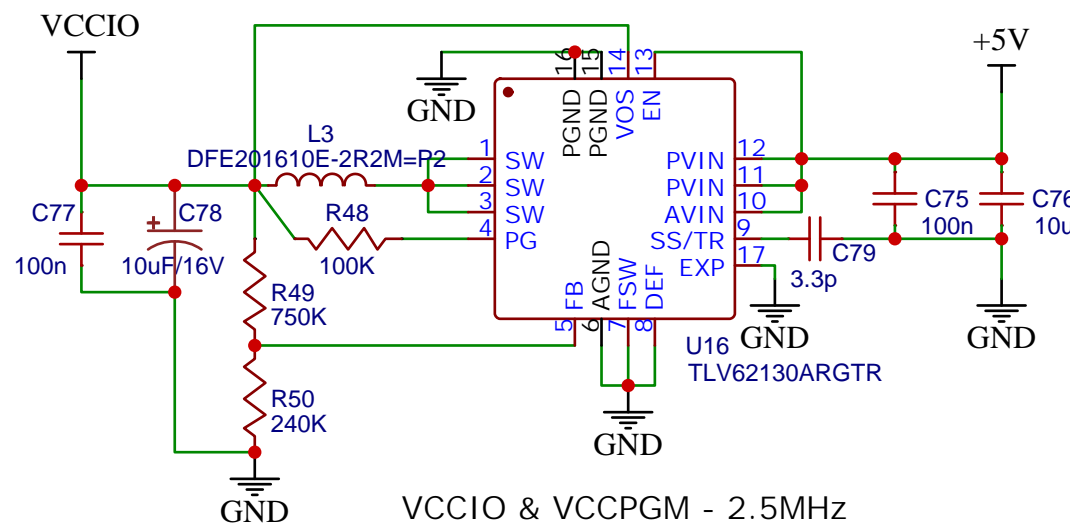 VCCIO
+5V
GND
16
15
14
13
PGND
PGND
VOS
EN
L3
DFE201610E-2R2M=P2
1
SW
2
SW
3
SW
4
PG
PVIN
12
PVIN
11
AVIN
10
SS/TR
9
EXP
17
C77
100n
C78
10uF/16V
R48
100K
C75
100n
C76
10u
C79
3.3p
GND
GND
R49
750K
FB
AGND
FSW
DEF
5
6
7
8
U16
TLV62130ARGTR
R50
240K
GND
GND
VCCIO & VCCPGM - 2.5MHz